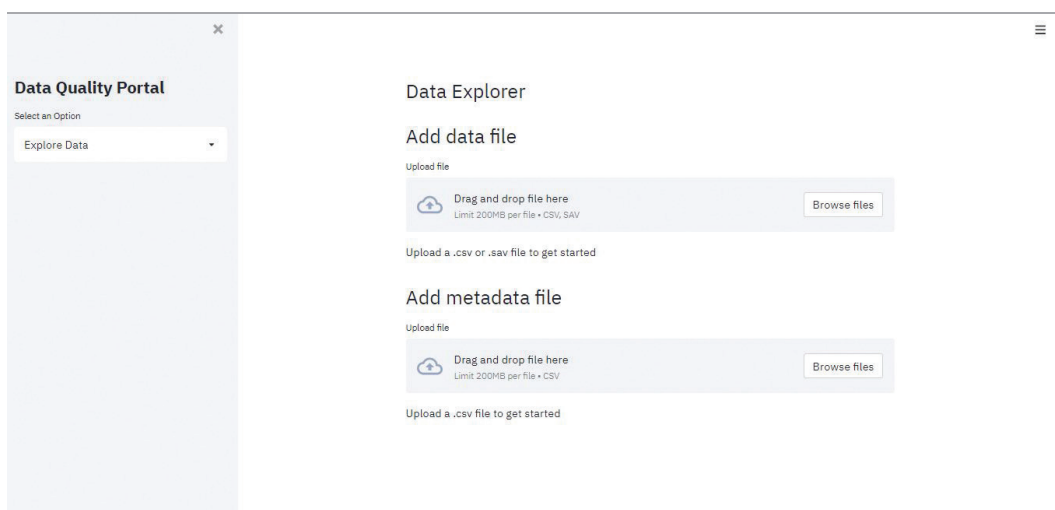 Data Quality Portal
Select an Option
Explore Data
Data Explorer
Add data file
Upload file
Drag and drop file here
Limit 200MB per file • CSV, SAV
Browse files
Upload a .csv or .sav file to get started
Add metadata file
Upload file
Drag and drop file here
Limit 200MB per file • CSV
Browse files
Upload a .csv file to get started